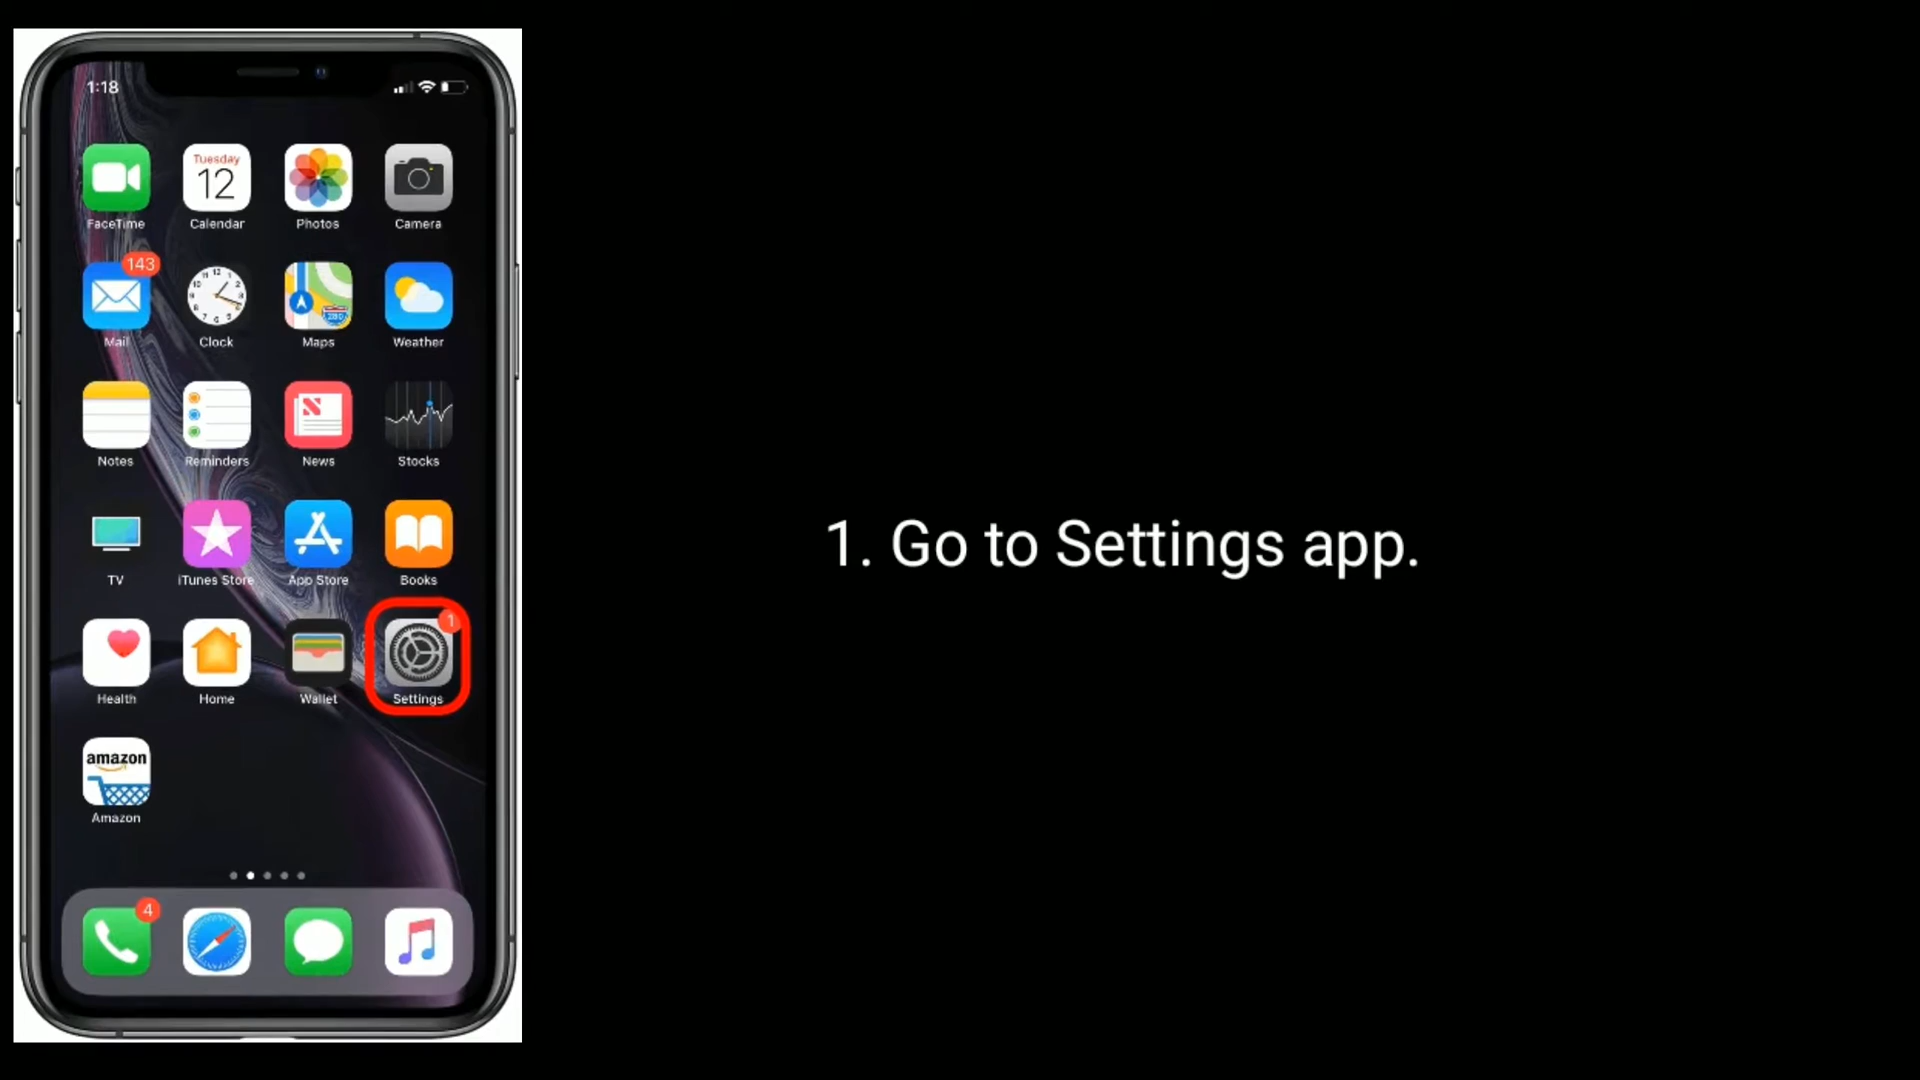 1:18
Tuesday
12
FaceTime Calendar Photos Camera
143
Mail Clock Maps Weather
Notes Reminders News Stocks
TV iTunes Store App Store Books
1
Health Home Wallet Settings
amazon
Amazon
4
1. Go to Settings app.